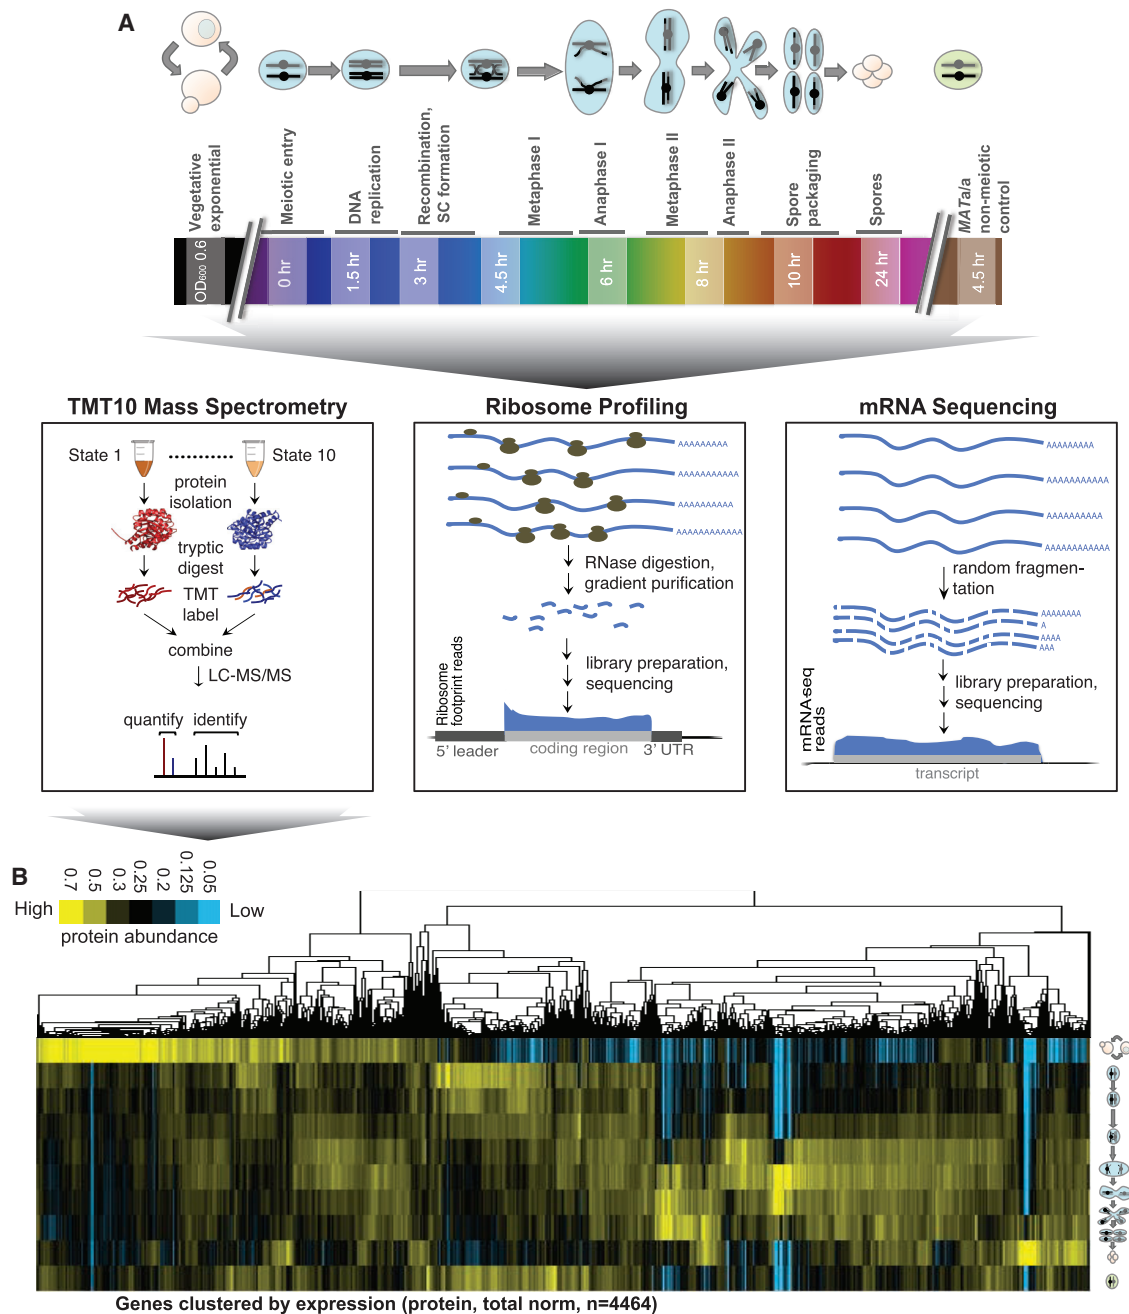 A
Vegetative
exponential
Meiotic entry
DNA
replication
Recombination,
SC formation
Metaphase I
Anaphase I
Metaphase II
Anaphase II
Spore
packaging
Spores
MATa/a
non-meiotic
control
OD600 0.6
0 hr
1.5 hr
3 hr
4.5 hr
6 hr
8 hr
10 hr
24 hr
4.5 hr
TMT10 Mass Spectrometry
State 1
State 10
protein
isolation
tryptic
digest
TMT
label
combine
LC-MS/MS
quantify
identify
Ribosome Profiling
AAAAAAAAA
AAAAAAAAAAA
AAAAAAAAAA
AAAAAAAAAAAA
RNase digestion,
gradient purification
library preparation,
sequencing
Ribosome
footprint reads
5' leader
coding region
3' UTR
mRNA Sequencing
AAAAAAAAA
AAAAAAAAAAA
AAAAAAAAAA
AAAAAAAAAAAA
random fragmen-
tation
AAAAAAAA
A
AAAA
AAA
library preparation,
sequencing
mRNA-seq
reads
transcript
B
0.7
0.5
0.3
0.25
0.2
0.125
0.05
High
Low
protein abundance
Genes clustered by expression (protein, total norm, n=4464)